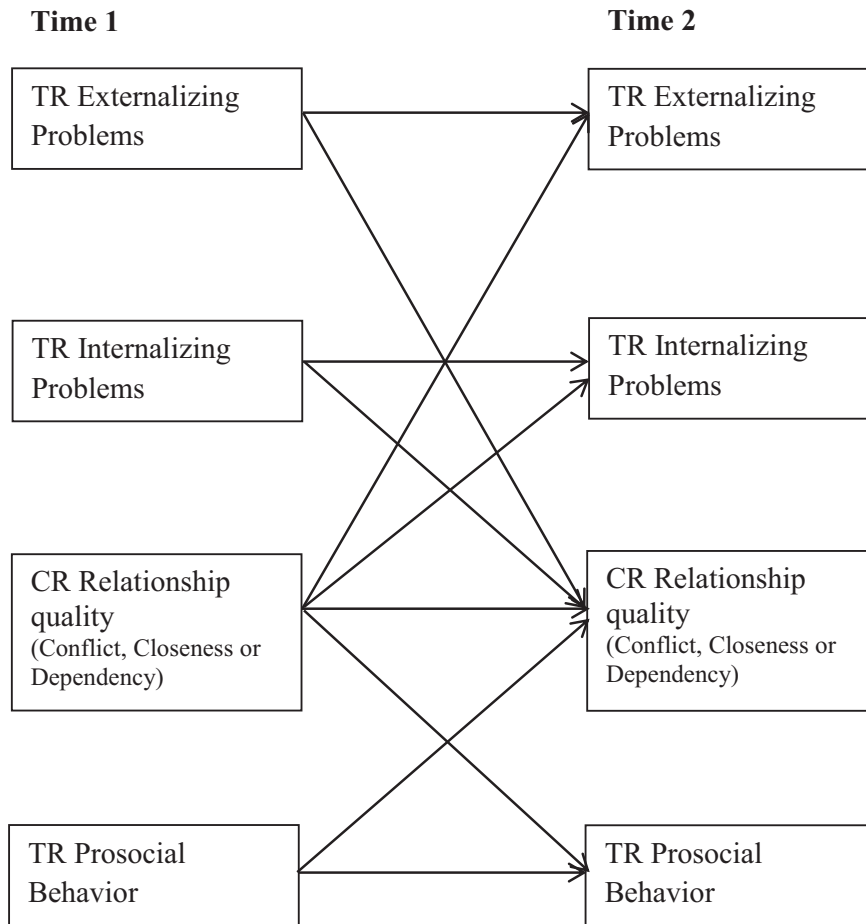 Time 1
Time 2
TR Externalizing
Problems
TR Externalizing
Problems
TR Internalizing
Problems
TR Internalizing
Problems
CR Relationship
quality
(Conflict, Closeness or
Dependency)
CR Relationship
quality
(Conflict, Closeness or
Dependency)
TR Prosocial
Behavior
TR Prosocial
Behavior